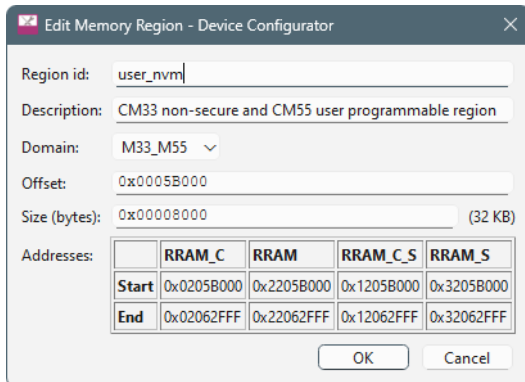 Edit Memory Region - Device Configurator
Region id: user_nvm
Description: CM33 non-secure and CM55 user programmable region
Domain: M33_M55
Offset: 0x0005B000
Size (bytes): 0x00008000 (32 KB)
Addresses: RRAM_C RRAM RRAM_C_S RRAM_S
Start 0x0205B000 0x2205B000 0x1205B000 0x3205B000
End 0x02062FFF 0x22062FFF 0x12062FFF 0x32062FFF
OK Cancel